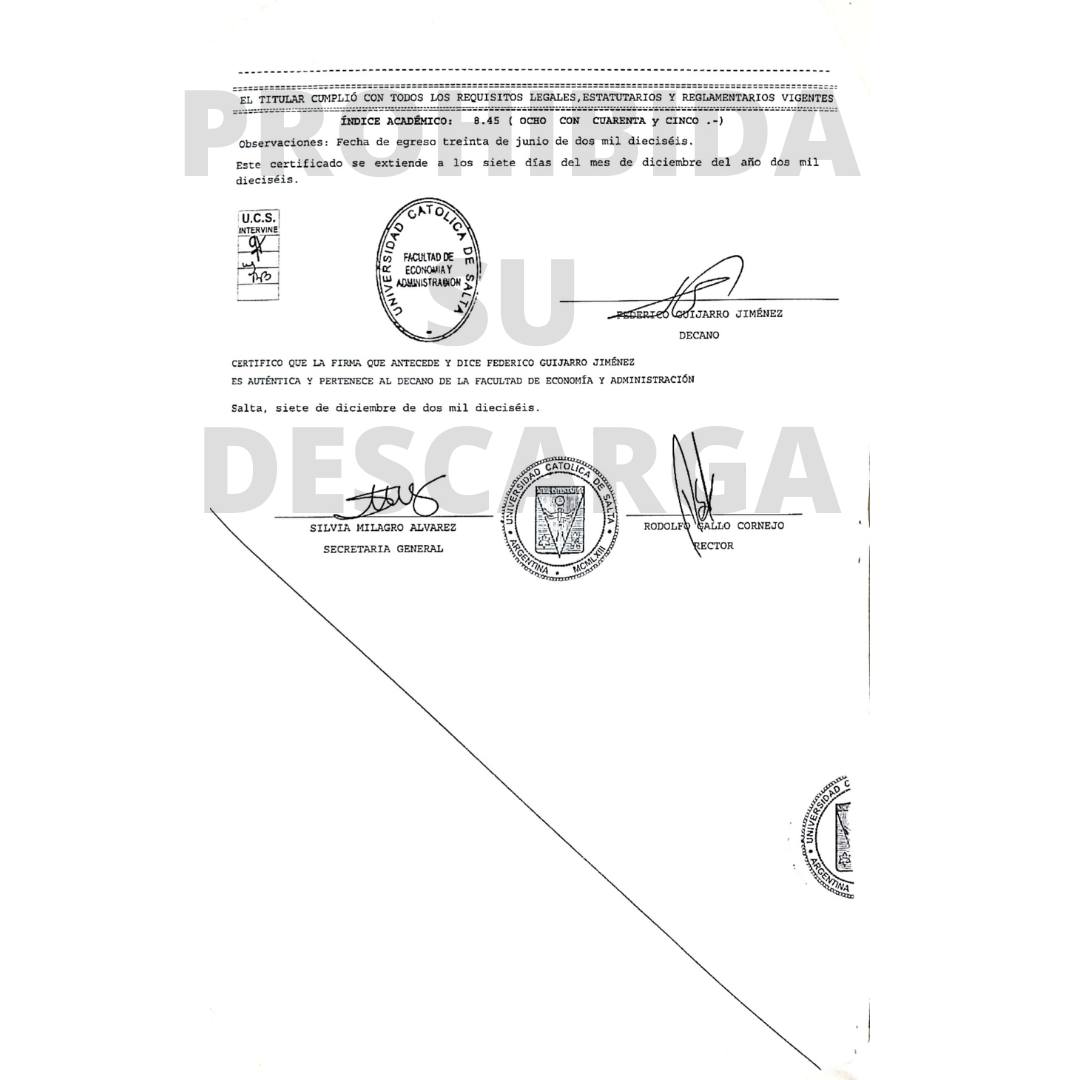 EL TITULAR CUMPLIÓ CON TODOS LOS REQUISITOS LEGALES,ESTATUTARIOS Y REGLAMENTARIOS VIGENTES
ÍNDICE ACADÉMICO: 8.45 ( OCHO CON CUARENTA y CINCO .-)
Observaciones: Fecha de egreso treinta de junio de dos mil dieciséis.
Este certificado se extiende a los siete días del mes de diciembre del año dos mil
dieciséis.
PROHIBIDA
U.C.S.
INTERVINE
UNIVERSIDAD CATOLICA DE SALTA
FACULTAD DE
ECONOMIA Y
ADMINISTRACION
SU
FEDERICO GUIJARRO JIMÉNEZ
DECANO
CERTIFICO QUE LA FIRMA QUE ANTECEDE Y DICE FEDERICO GUIJARRO JIMÉNEZ
ES AUTÉNTICA Y PERTENECE AL DECANO DE LA FACULTAD DE ECONOMÍA Y ADMINISTRACIÓN
Salta, siete de diciembre de dos mil dieciséis.
DESCARGA
UNIVERSIDAD CATOLICA DE SALTA
ARGENTINA • MCMLXIII
SILVIA MILAGRO ALVAREZ
SECRETARIA GENERAL
RODOLFO GALLO CORNEJO
RECTOR
UNIVERSIDAD C
ARGENTINA